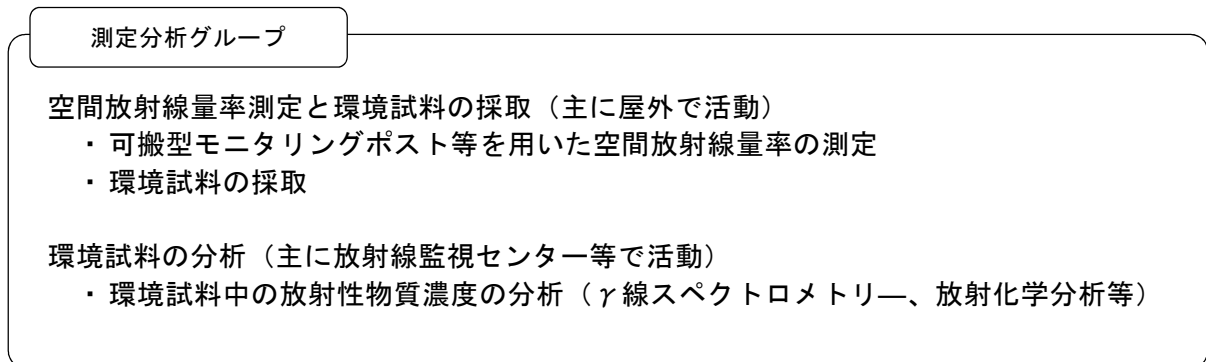 測定分析グループ
空間放射線量率測定と環境試料の採取（主に屋外で活動）
・可搬型モニタリングポスト等を用いた空間放射線量率の測定
・環境試料の採取
環境試料の分析（主に放射線監視センター等で活動）
・環境試料中の放射性物質濃度の分析（γ線スペクトロメトリ―、放射化学分析等）